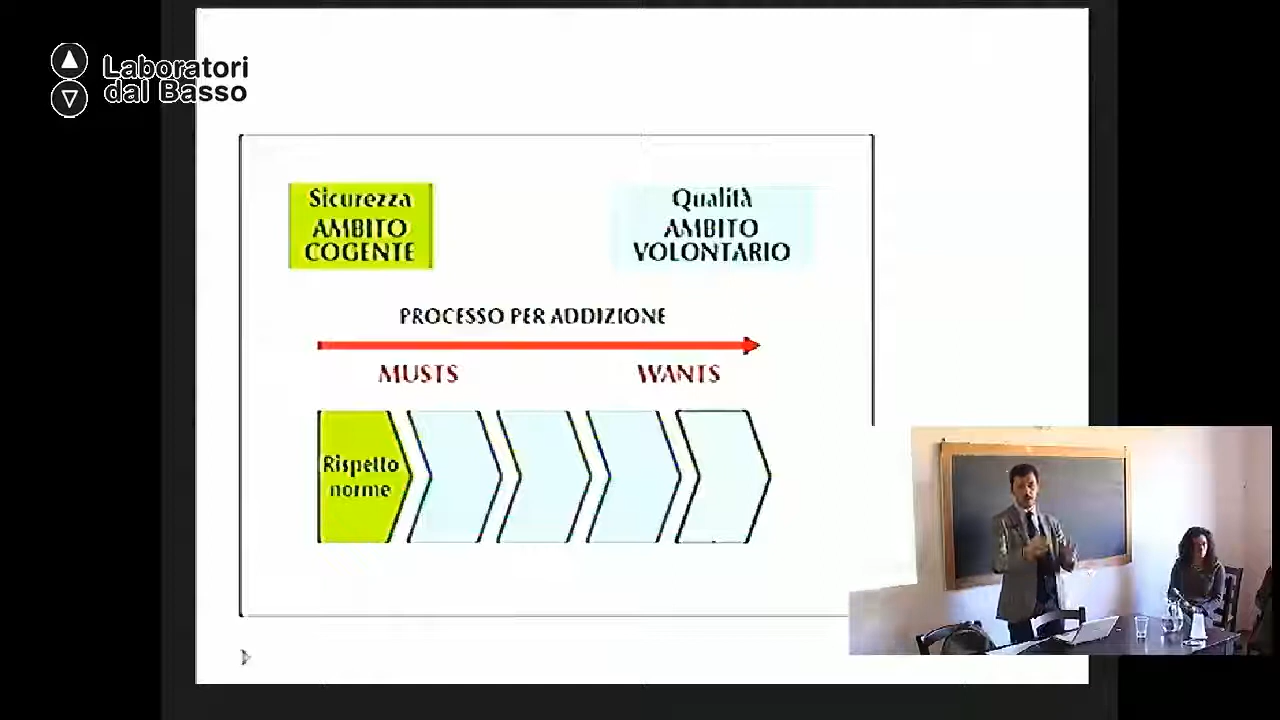 Laboratori
dal Basso
Sicurezza
AMBITO
COGENTE
Qualità
AMBITO
VOLONTARIO
PROCESSO PER ADDIZIONE
MUSTS
WANTS
Rispetto
norme